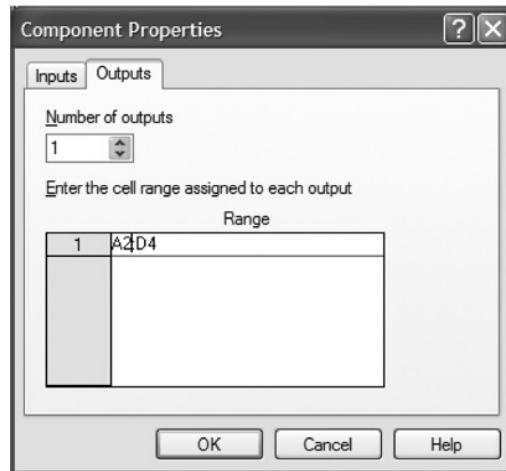 Component Properties
Inputs Outputs
Number of outputs
1
Enter the cell range assigned to each output
Range
1 A2:D4
OK Cancel Help